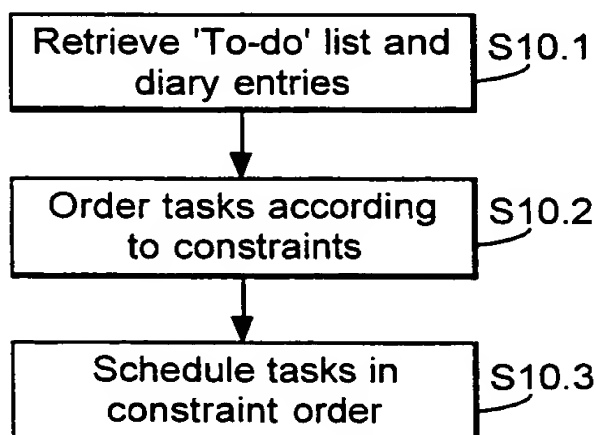 Retrieve 'To-do' list and
diary entries
S10.1
Order tasks according
to constraints
S10.2
Schedule tasks in
constraint order
S10.3